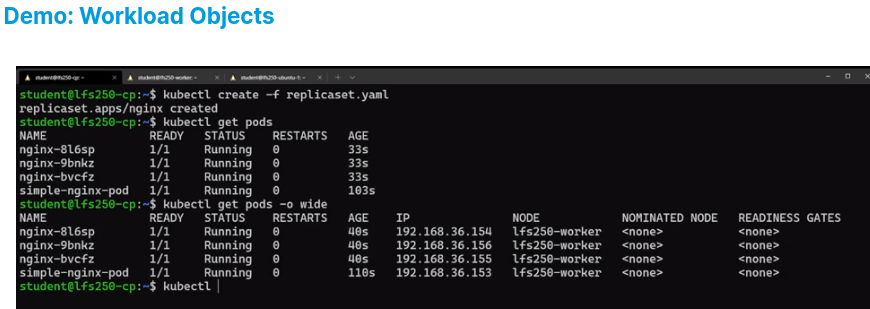 Demo: Workload Objects
student@lfs250-cp: ~ × student@lfs250-worker: ~ × student@lfs250-ubuntu-1: ~ × + ∨
student@lfs250-cp:~$ kubectl create -f replicaset.yaml
replicaset.apps/nginx created
student@lfs250-cp:~$ kubectl get pods
NAME READY STATUS RESTARTS AGE
nginx-8l6sp 1/1 Running 0 33s
nginx-9bnkz 1/1 Running 0 33s
nginx-bvcfz 1/1 Running 0 33s
simple-nginx-pod 1/1 Running 0 103s
student@lfs250-cp:~$ kubectl get pods -o wide
NAME READY STATUS RESTARTS AGE IP NODE NOMINATED NODE READINESS GATES
nginx-8l6sp 1/1 Running 0 40s 192.168.36.154 lfs250-worker <none> <none>
nginx-9bnkz 1/1 Running 0 40s 192.168.36.156 lfs250-worker <none> <none>
nginx-bvcfz 1/1 Running 0 40s 192.168.36.155 lfs250-worker <none> <none>
simple-nginx-pod 1/1 Running 0 110s 192.168.36.153 lfs250-worker <none> <none>
student@lfs250-cp:~$ kubectl